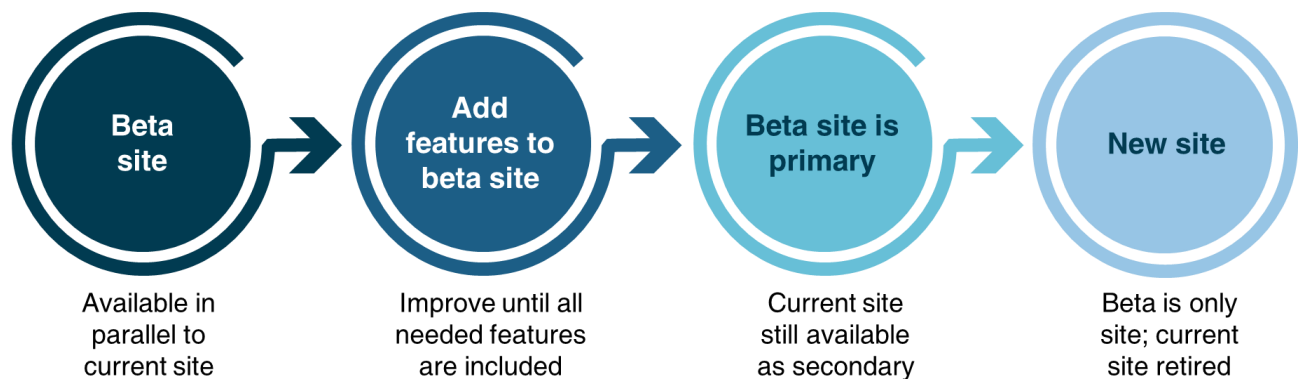 Beta
site
Add
features to
beta site
Beta site is
primary
New site
Available in
parallel to
current site
Improve until all
needed features
are included
Current site
still available
as secondary
Beta is only
site; current
site retired